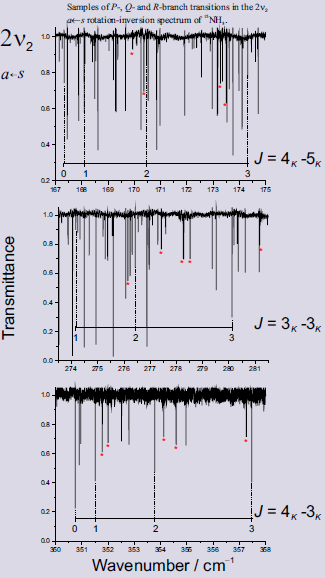 Samples of P-, Q- and R-branch transitions in the 2ν₂
a←s rotation-inversion spectrum of ¹⁵NH₃.
2ν₂
a←s
1.0
0.8
0.6
0.4
0.2
0 1 2 3
J = 4K -5K
167 168 169 170 171 172 173 174 175
1.0
0.8
0.6
0.4
0.2
0.0
1 2 3
J = 3K -3K
274 275 276 277 278 279 280 281
Transmittance
1.0
0.8
0.6
0.4
0.2
0.0
0 1 2 3
J = 4K -3K
350 351 352 353 354 355 356 357 358
Wavenumber / cm⁻¹